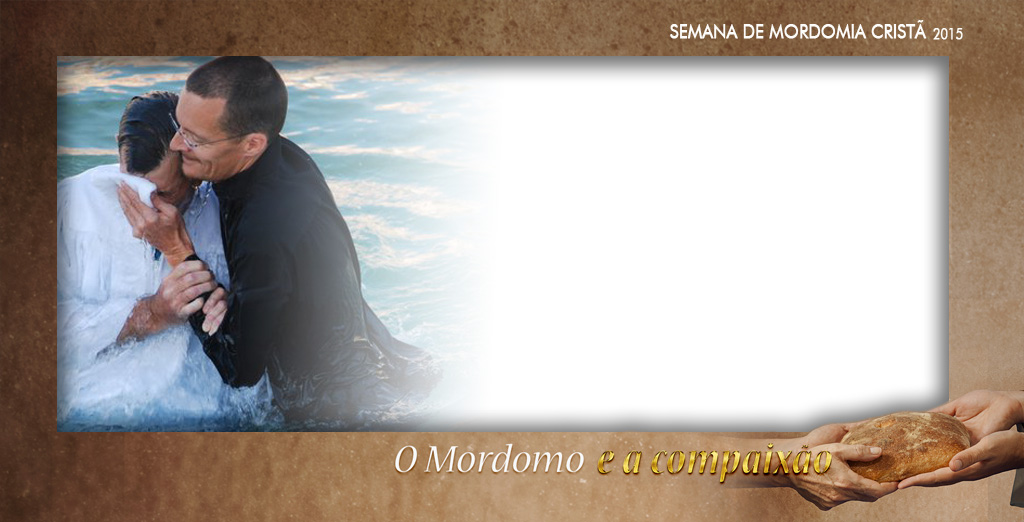 SEMANA DE MORDOMIA CRISTÃ 2015
O Mordomo e a compaixão